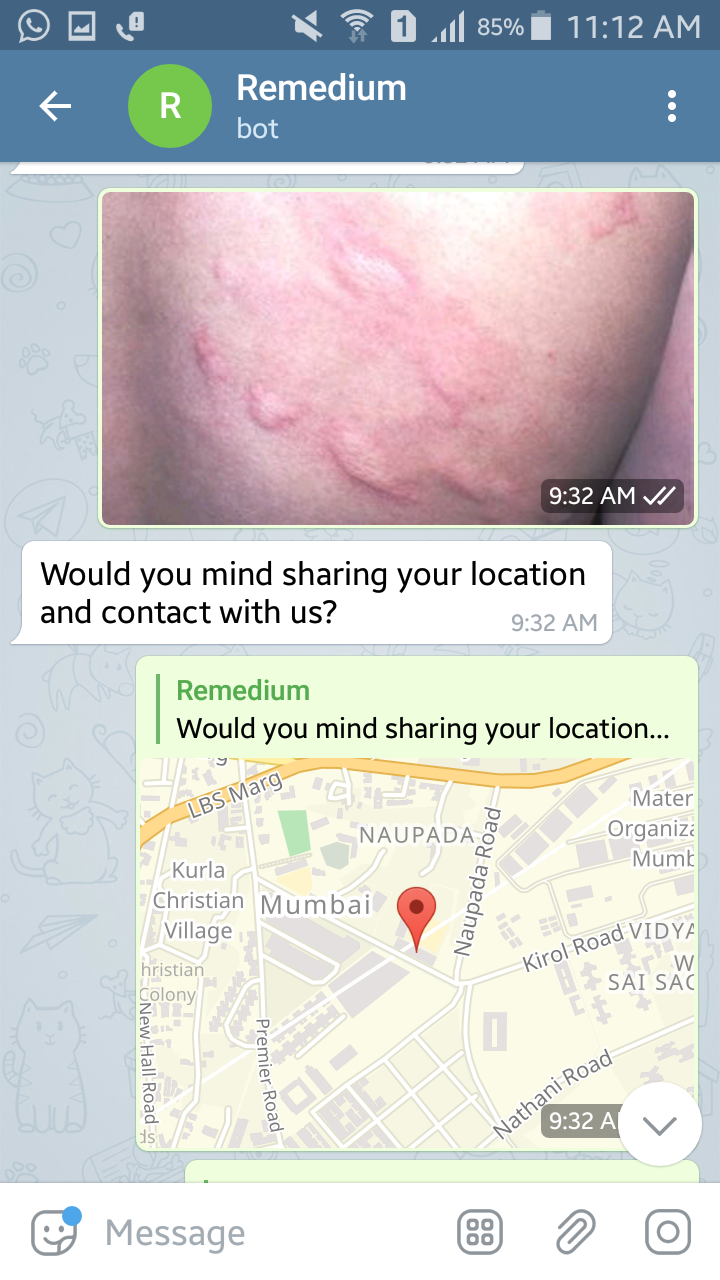 85% 11:12 AM
R
Remedium
bot
9:32 AM
Would you mind sharing your location
and contact with us?
9:32 AM
Remedium
Would you mind sharing your location...
LBS Marg
NAUPADA
Naupada Road
Mater
Organiza
Mumb
Kurla
Christian
Village
Mumbai
Kirol Road
VIDYA
W
SAI SAC
hristian
Colony
New Hall Road
Premier Road
Nathani Road
ds
9:32 A
Message